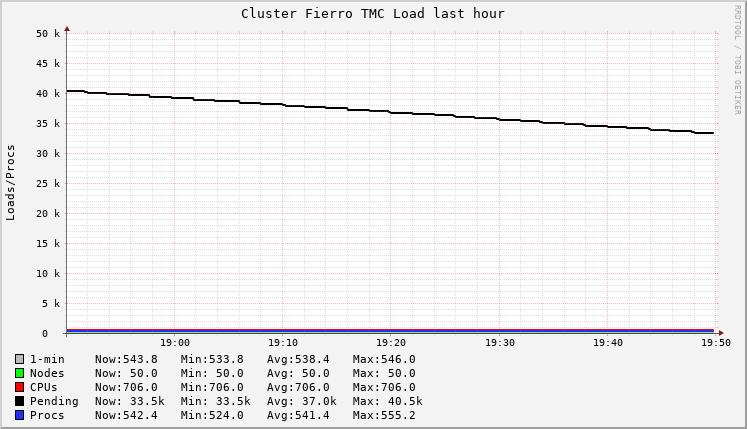 Cluster Fierro TMC Load last hour
RRDTOOL / TOBI OETIKER
Loads/Procs
50 k
45 k
40 k
35 k
30 k
25 k
20 k
15 k
10 k
5 k
0
19:00 19:10 19:20 19:30 19:40 19:50
1-min Now:543.8 Min:533.8 Avg:538.4 Max:546.0
Nodes Now: 50.0 Min: 50.0 Avg: 50.0 Max: 50.0
CPUs Now:706.0 Min:706.0 Avg:706.0 Max:706.0
Pending Now: 33.5k Min: 33.5k Avg: 37.0k Max: 40.5k
Procs Now:542.4 Min:524.0 Avg:541.4 Max:555.2